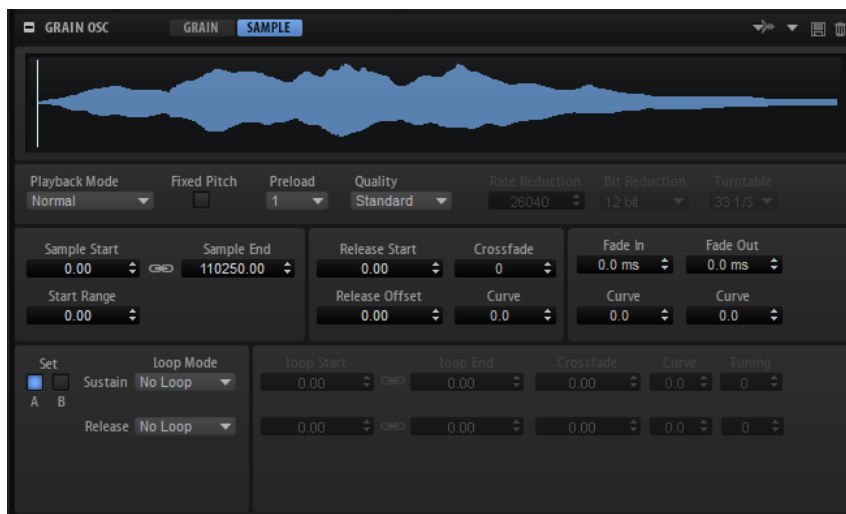 GRAIN OSC GRAIN SAMPLE
Playback Mode Fixed Pitch Preload Quality Rate Reduction Bit Reduction Turntable
Normal 1 Standard 26040 12 bit 33 1/3
Sample Start Sample End Release Start Crossfade Fade In Fade Out
0.00 110250.00 0.00 0 0.0 ms 0.0 ms
Start Range Release Offset Curve Curve Curve
0.00 0.00 0.0 0.0 0.0
Set Loop Mode Loop Start Loop End Crossfade Curve Tuning
Sustain No Loop 0.00 0.00 0.00 0.0 0
A B
Release No Loop 0.00 0.00 0.00 0.0 0